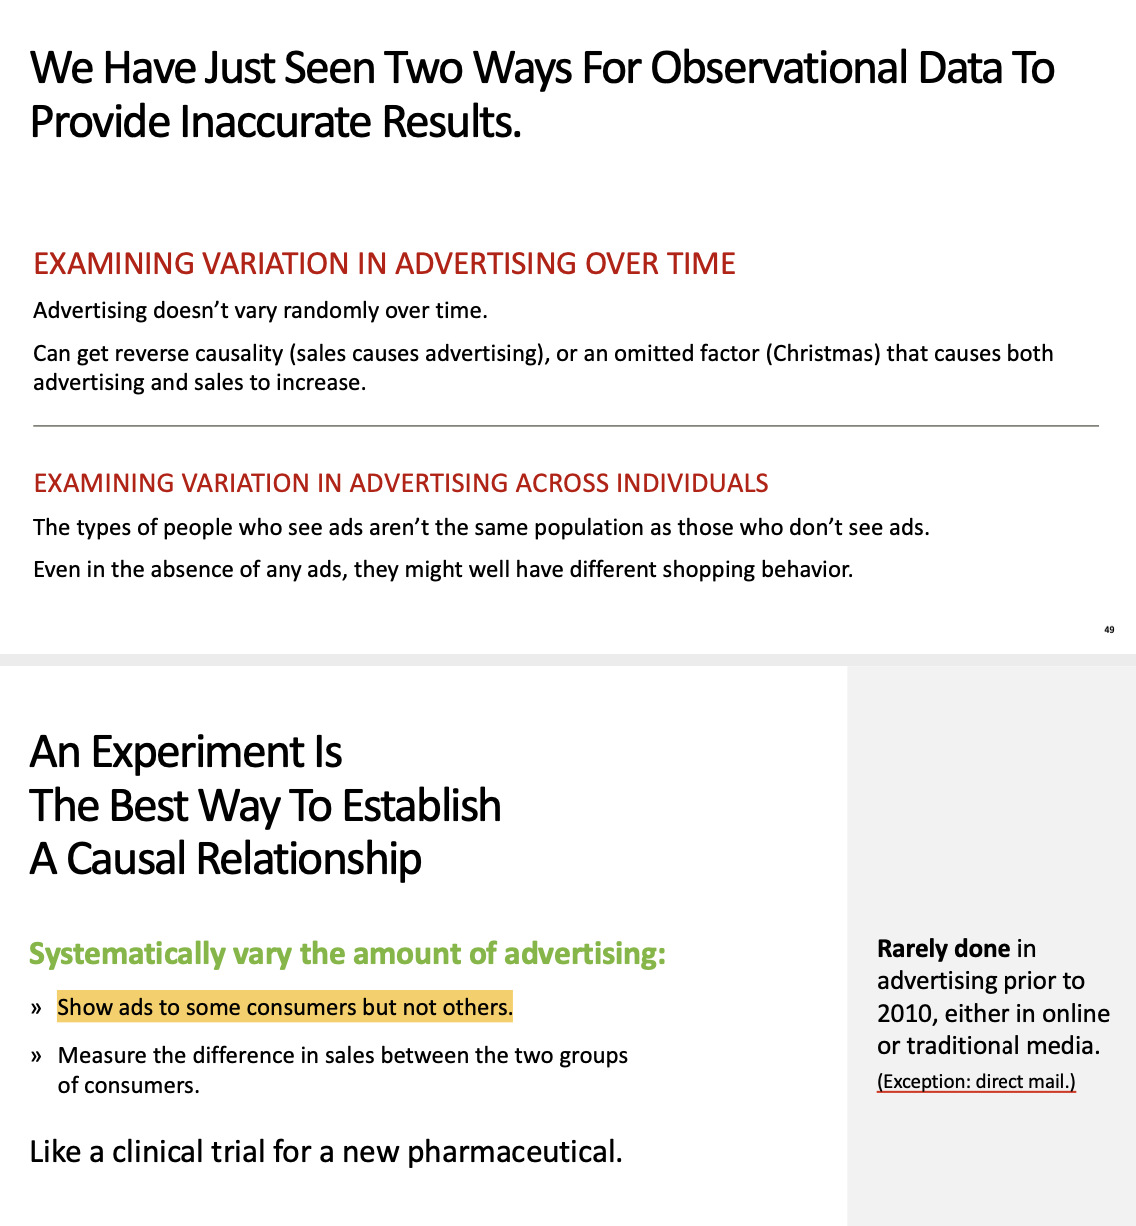 We Have Just Seen Two Ways For Observational Data To
Provide Inaccurate Results.
EXAMINING VARIATION IN ADVERTISING OVER TIME
Advertising doesn’t vary randomly over time.
Can get reverse causality (sales causes advertising), or an omitted factor (Christmas) that causes both
advertising and sales to increase.
EXAMINING VARIATION IN ADVERTISING ACROSS INDIVIDUALS
The types of people who see ads aren’t the same population as those who don’t see ads.
Even in the absence of any ads, they might well have different shopping behavior.
49
An Experiment Is
The Best Way To Establish
A Causal Relationship
Systematically vary the amount of advertising:
» Show ads to some consumers but not others.
» Measure the difference in sales between the two groups
of consumers.
Like a clinical trial for a new pharmaceutical.
Rarely done in
advertising prior to
2010, either in online
or traditional media.
(Exception: direct mail.)